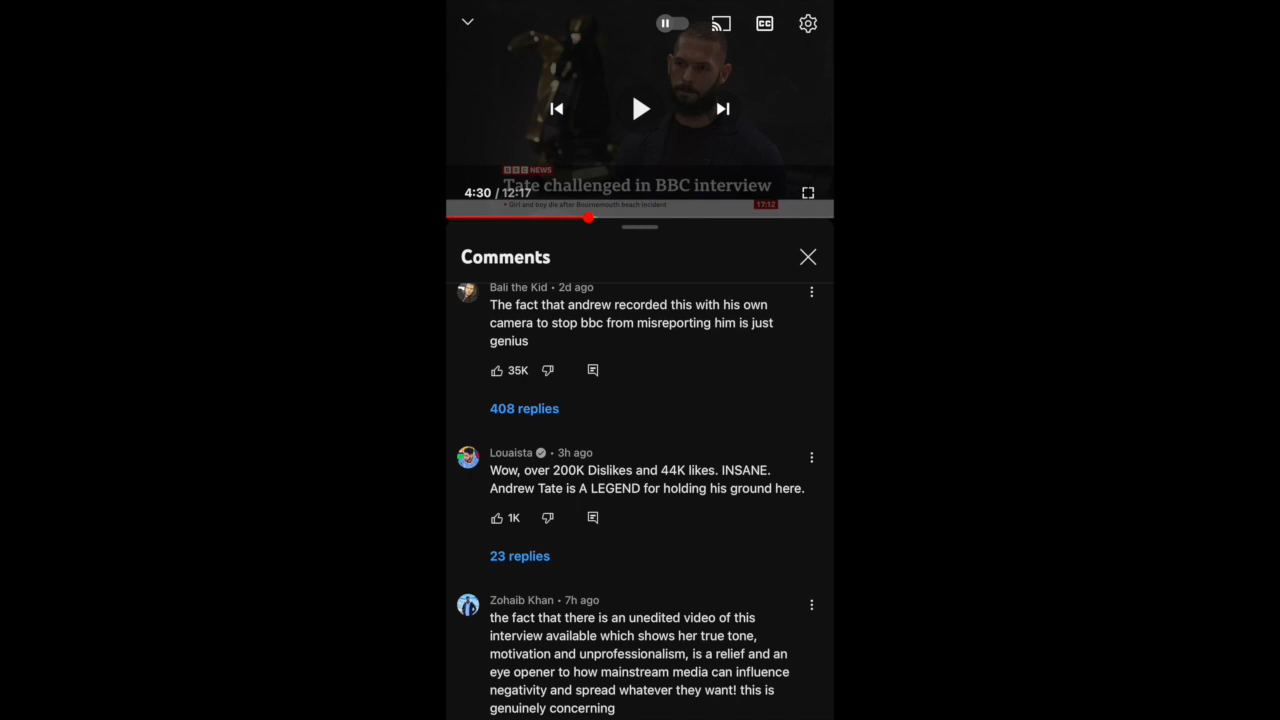 BBC NEWS
Tate challenged in BBC interview
4:30 / 12:17
• Girl and boy die after Bournemouth beach incident
17:12
Comments
Bali the Kid • 2d ago
The fact that andrew recorded this with his own
camera to stop bbc from misreporting him is just
genius
35K
408 replies
Louaista • 3h ago
Wow, over 200K Dislikes and 44K likes. INSANE.
Andrew Tate is A LEGEND for holding his ground here.
1K
23 replies
Zohaib Khan • 7h ago
the fact that there is an unedited video of this
interview available which shows her true tone,
motivation and unprofessionalism, is a relief and an
eye opener to how mainstream media can influence
negativity and spread whatever they want! this is
genuinely concerning